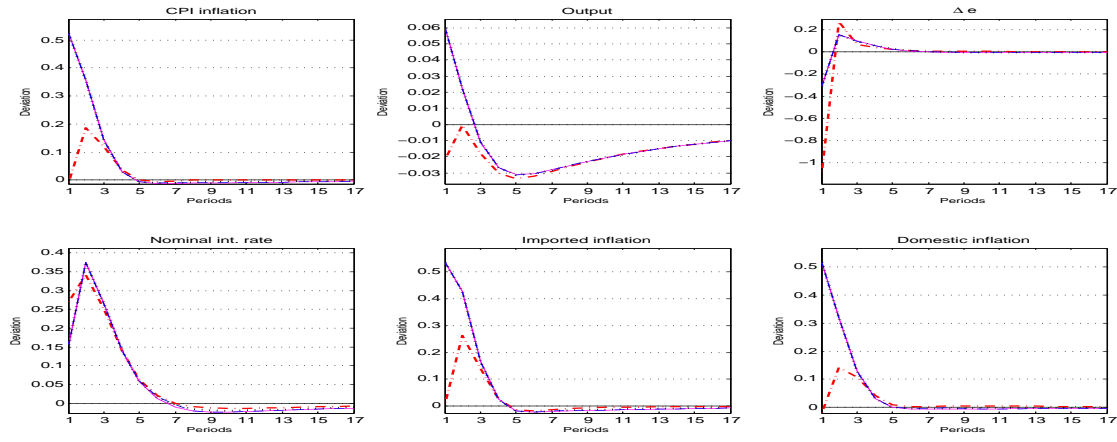 CPI inflation
Deviation
0.5
0.4
0.3
0.2
0.1
0
1 3 5 7 9 11 13 15 17
Periods
Output
Deviation
0.06
0.05
0.04
0.03
0.02
0.01
0
−0.01
−0.02
−0.03
1 3 5 7 9 11 13 15 17
Periods
Δ e
Deviation
0.2
0
−0.2
−0.4
−0.6
−0.8
−1
1 3 5 7 9 11 13 15 17
Periods
Nominal int. rate
Deviation
0.4
0.35
0.3
0.25
0.2
0.15
0.1
0.05
0
1 3 5 7 9 11 13 15 17
Periods
Imported inflation
Deviation
0.5
0.4
0.3
0.2
0.1
0
1 3 5 7 9 11 13 15 17
Periods
Domestic inflation
Deviation
0.5
0.4
0.3
0.2
0.1
0
1 3 5 7 9 11 13 15 17
Periods